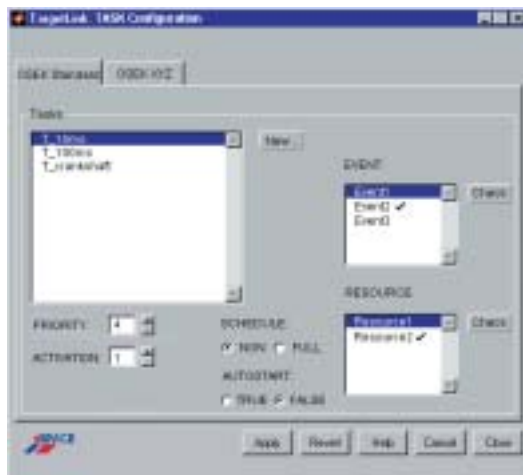 TargetLink: TASK Configuration
OSEK Standard
OSEK XYZ
Tasks
T_10ms
T_100ms
T_crankshaft
New...
EVENT
Event1
Event2 ✔
Event3
Check
RESOURCE
Resource1
Resource2 ✔
Check
PRIORITY: 4
ACTIVATION: 1
SCHEDULE:
NON FULL
AUTOSTART:
TRUE FALSE
dSPACE
Apply
Revert
Help
Cancel
Close